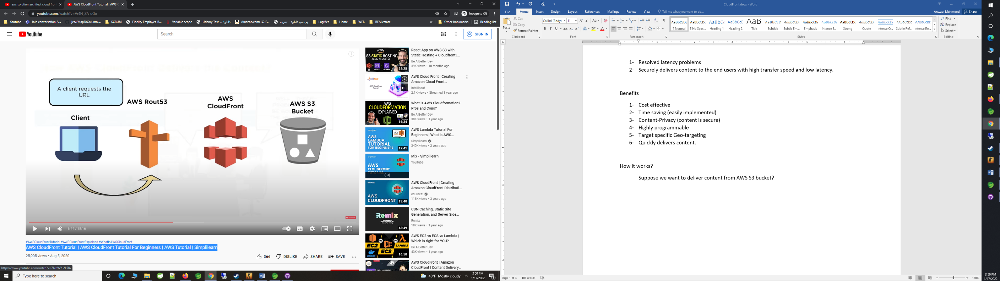 aws solution architect cloud fron
AWS CloudFront Tutorial | AWS C
youtube.com/watch?v=Vr4N_ZA-uGo
Incognito (3)
Youtube
Join conversation A...
jcsv/MapToColumn....
SCRUM
Fidelity Employee R...
Variable scope
Udemy Test-... دانلود
Amazon.com: LOJE...
پی سی دانلود - جس...
Logifier
Home
WEB
REALestate
»
Other bookmarks
Reading list
YouTube
Search
SIGN IN
A client requests the
URL
AWS Rout53
AWS
CloudFront
AWS S3
Bucket
Client
6:44 / 15:16
#AWSCloudFrontTutorial #AWSCloudFrontExplained #WhatIsAWSCloudFront
AWS CloudFront Tutorial | AWS CloudFront Tutorial For Beginners | AWS Tutorial | Simplilearn
25,905 views • Aug 5, 2020
366
DISLIKE
SHARE
SAVE
https://www.youtube.com/watch?v=ZNbWY-2L5IA
aws
S3 STATIC HOSTING
Step by Step Tutorial
35:25
React App on AWS S3 with
Static Hosting + Cloudfront |...
Be A Better Dev
39K views • 10 months ago
AWS Cloud Front | Creating
Amazon Cloud Front...
Intellipaat
2.1K views • Streamed 1 year ago
AWS
CLOUDFORMATION
EXPLAINED
16:24
What is AWS Cloudformation?
Pros and Cons?
Be A Better Dev
38K views • 1 year ago
AWS
LAMBDA
TUTORIAL
FOR BEGINNERS
17:41
AWS Lambda Tutorial For
Beginners | What is AWS...
Simplilearn
340K views • 3 years ago
AWS
CLOUDFRONT
TUTORIAL
Mix - Simplilearn
YouTube
edureka!
AWS
CLOUDFRONT
19:40
AWS CloudFront | Creating
Amazon CloudFront Distributi...
edureka!
118K views • 3 years ago
Remix
43:49
CDN Caching, Static Site
Generation, and Server Side...
Remix
18K views • 1 year ago
EC2
VS
VS
LAMBDA
ECS
docker
16:50
AWS EC2 vs ECS vs Lambda |
Which is right for YOU?
Be A Better Dev
43K views • 1 year ago
49
AWS CloudFront | Amazon
CloudFront | Content Delivery...
Type here to search
40°F Mostly cloudy
3:50 PM
1/17/2022
CloudFront.docx - Word
File
Home
Insert
Design
Layout
References
Mailings
Review
View
Tell me what you want to do...
Anwaar Mehmood
Share
Paste
Cut
Copy
Format Painter
Clipboard
Calibri (Body)
11
Font
Paragraph
¶ Normal
¶ No Spac...
Heading 1
Heading 2
Title
Subtitle
Subtle Em...
Emphasis
Intense E...
Strong
Quote
Intense Q...
Subtle Ref...
Intense Re...
Styles
Find
Replace
Select
Editing
1- Resolved latency problems
2- Securely delivers content to the end users with high transfer speed and low latency.
Benefits
1- Cost effective
2- Time saving (easily implemented)
3- Content-Privacy (content is secure)
4- Highly programmable
5- Target specific Geo-targeting
6- Quickly delivers content.
How it works?
Suppose we want to deliver content from AWS S3 bucket?
Page 1 of 3
105 words
150%
3:50 PM
1/17/2022